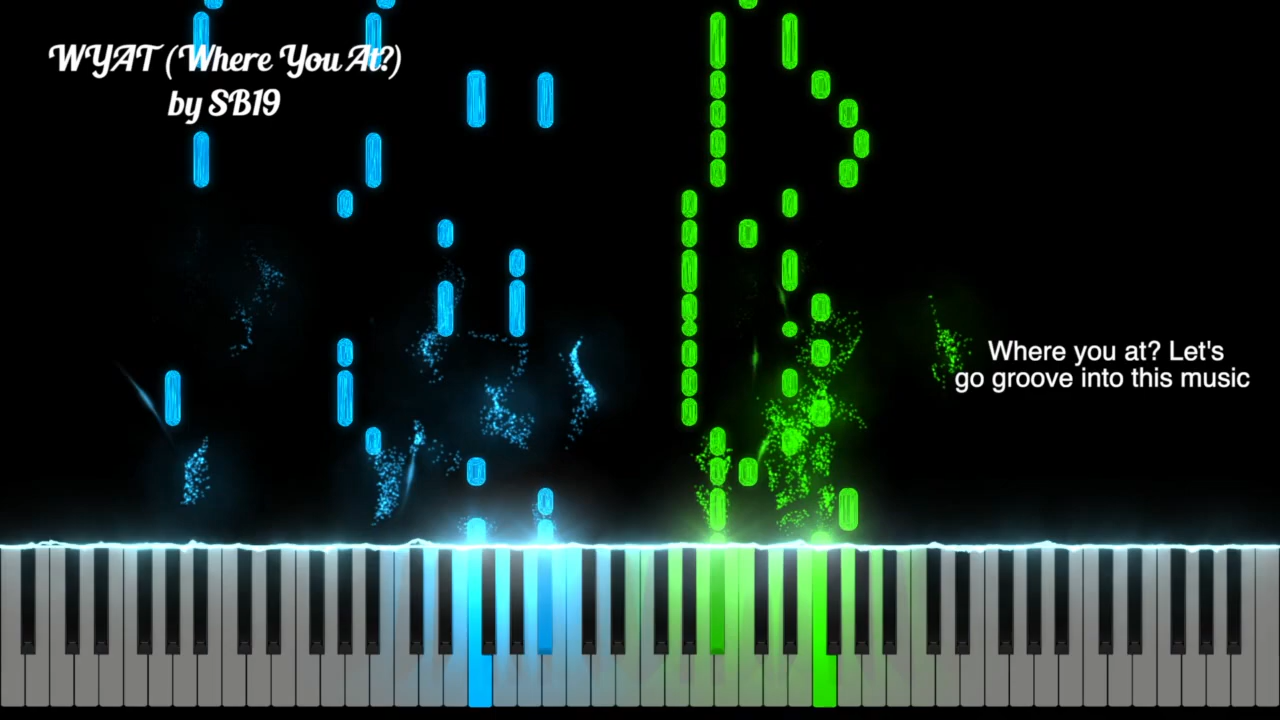 WYAT (Where You At?)
by SB19
Where you at? Let's
go groove into this music